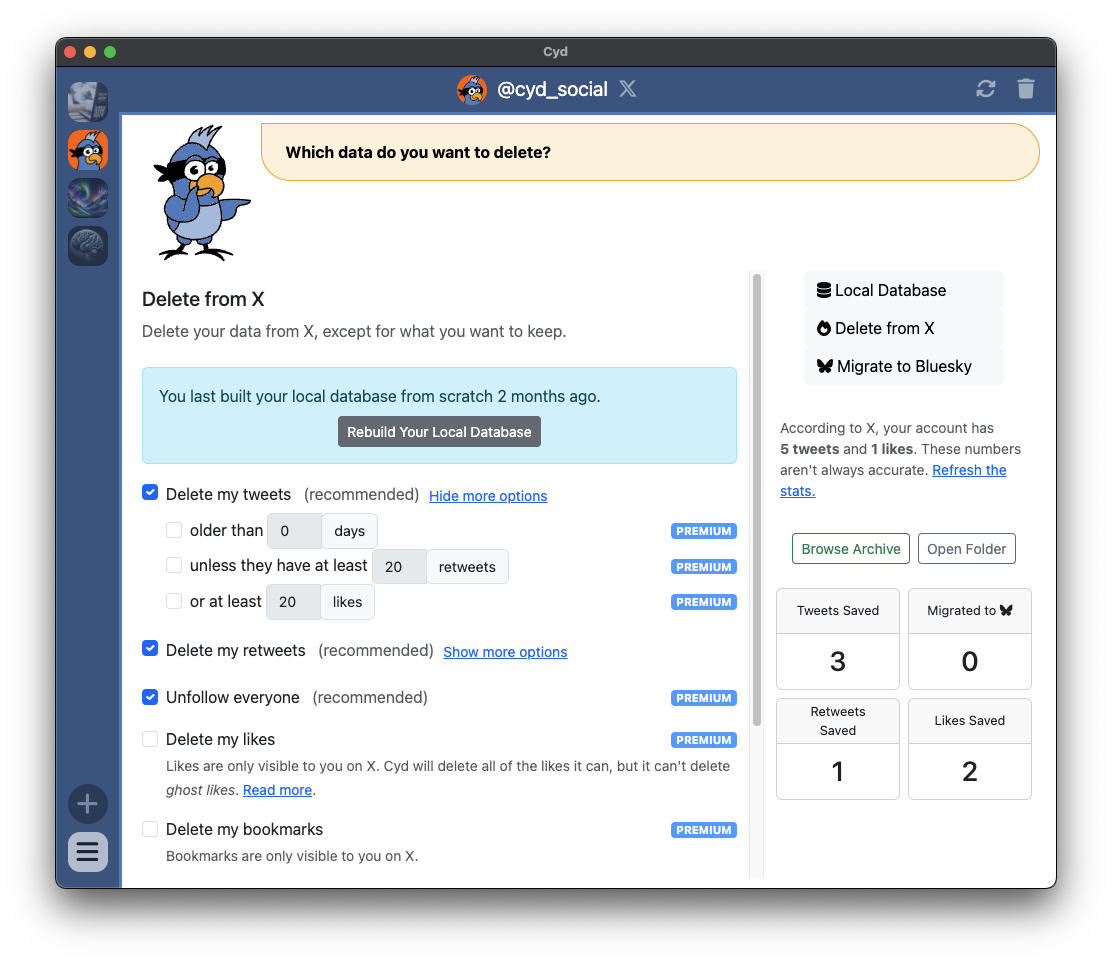 Cyd
@cyd_social
Which data do you want to delete?
Delete from X
Delete your data from X, except for what you want to keep.
You last built your local database from scratch 2 months ago.
Rebuild Your Local Database
Delete my tweets (recommended) Hide more options
older than 0 days PREMIUM
unless they have at least 20 retweets PREMIUM
or at least 20 likes PREMIUM
Delete my retweets (recommended) Show more options
Unfollow everyone (recommended) PREMIUM
Delete my likes PREMIUM
Likes are only visible to you on X. Cyd will delete all of the likes it can, but it can't delete
ghost likes. Read more.
Delete my bookmarks PREMIUM
Bookmarks are only visible to you on X.
Local Database
Delete from X
Migrate to Bluesky
According to X, your account has
5 tweets and 1 likes. These numbers
aren't always accurate. Refresh the
stats.
Browse Archive Open Folder
Tweets Saved
3
Migrated to
0
Retweets
Saved
1
Likes Saved
2